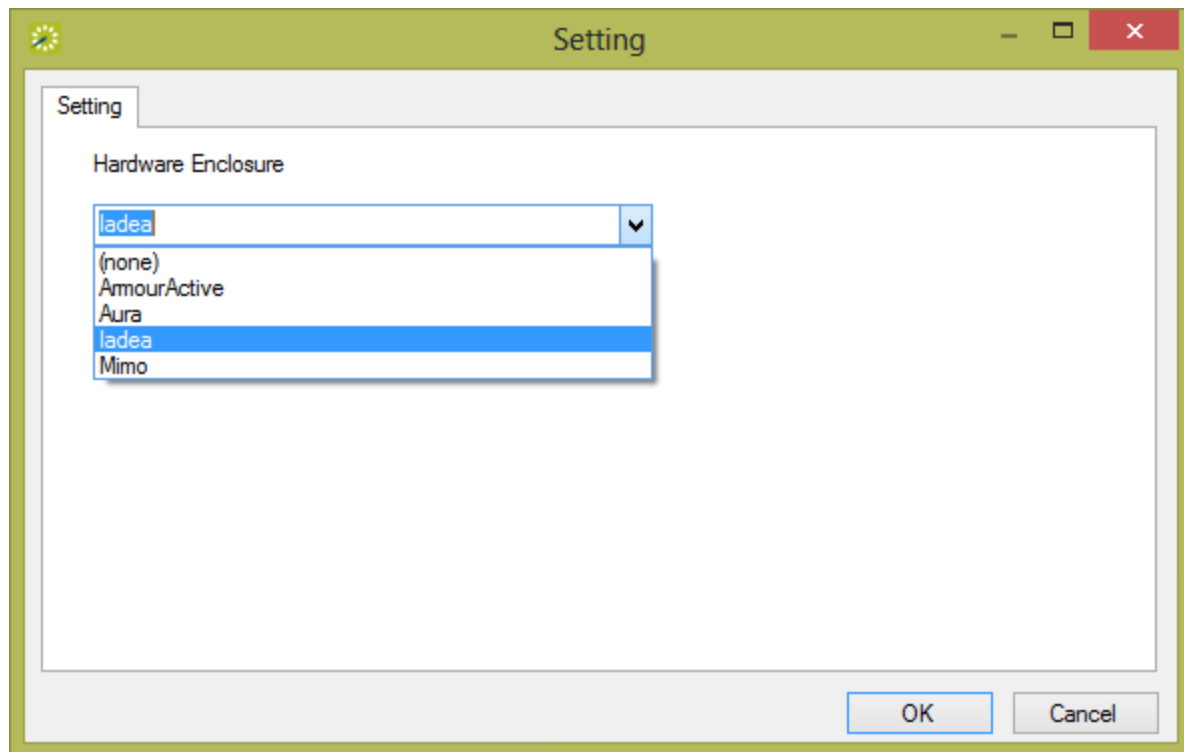 Setting
Setting
Hardware Enclosure
Iadea
(none)
ArmourActive
Aura
Iadea
Mimo
OK
Cancel